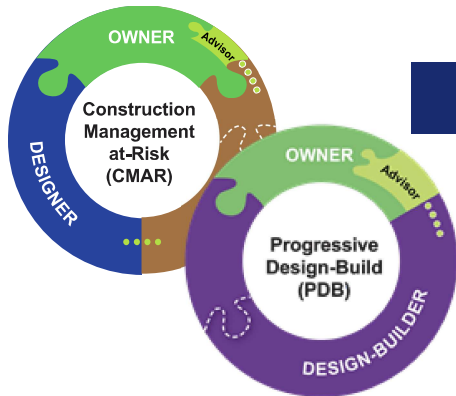 OWNER
Advisor
Construction
Management
at-Risk
(CMAR)
DESIGNER
OWNER
Advisor
Progressive
Design-Build
(PDB)
DESIGN-BUILDER